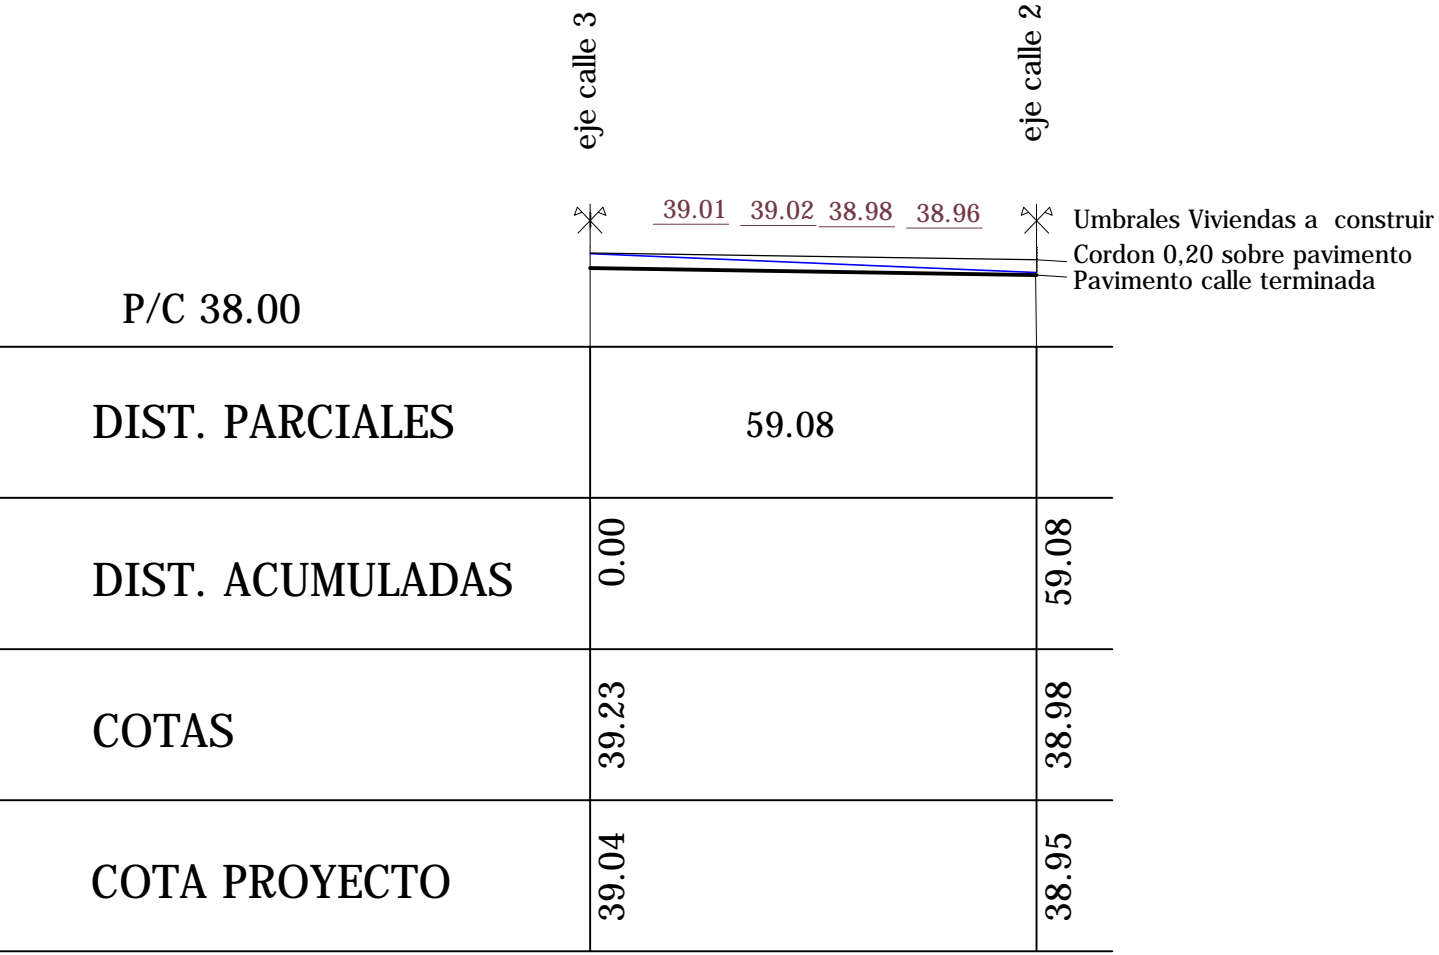 eje calle 3
eje calle 2
39.01 39.02 38.98 38.96
Umbrales Viviendas a construir
Cordon 0,20 sobre pavimento
Pavimento calle terminada
P/C 38.00
DIST. PARCIALES
59.08
DIST. ACUMULADAS
0.00
59.08
COTAS
39.23
38.98
COTA PROYECTO
39.04
38.95